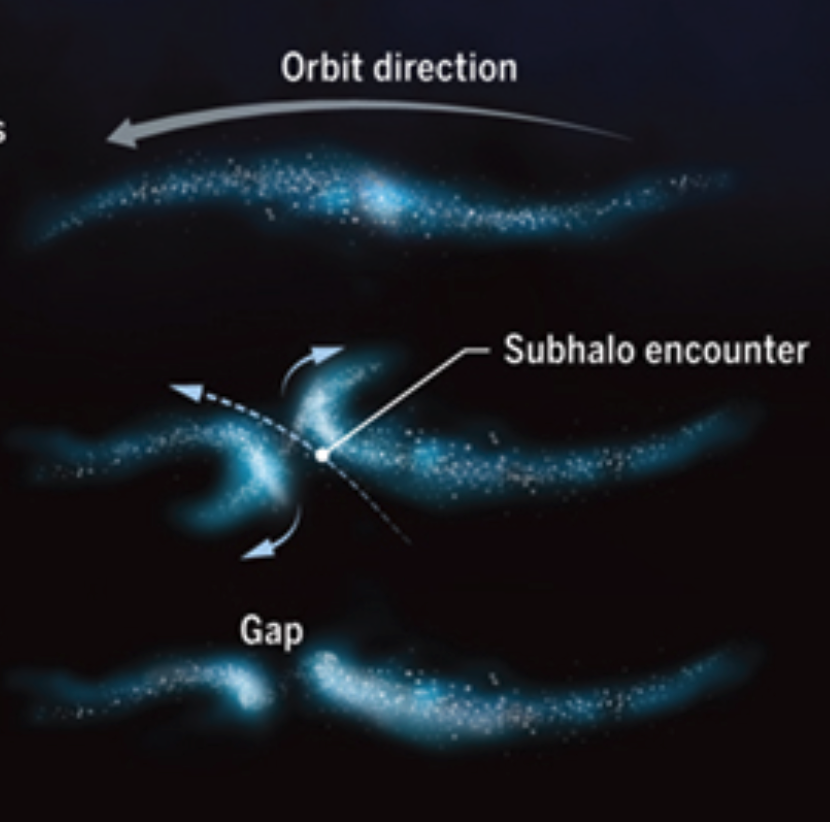 Orbit direction
s
Subhalo encounter
Gap